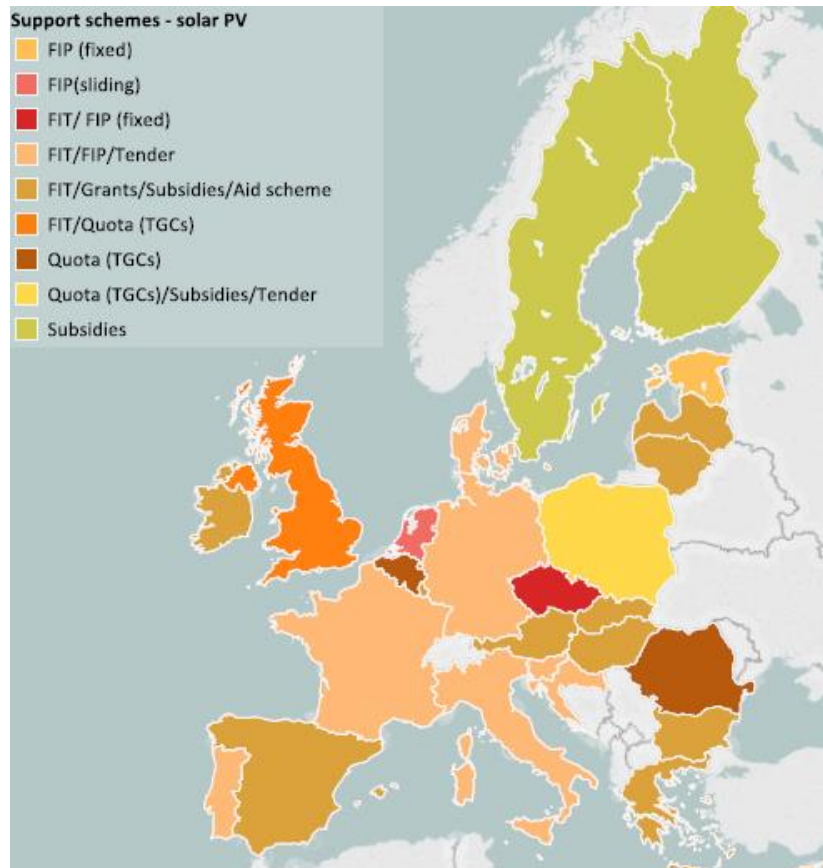 Support schemes - solar PV
FIP (fixed)
FIP(sliding)
FIT/ FIP (fixed)
FIT/FIP/Tender
FIT/Grants/Subsidies/Aid scheme
FIT/Quota (TGCs)
Quota (TGCs)
Quota (TGCs)/Subsidies/Tender
Subsidies